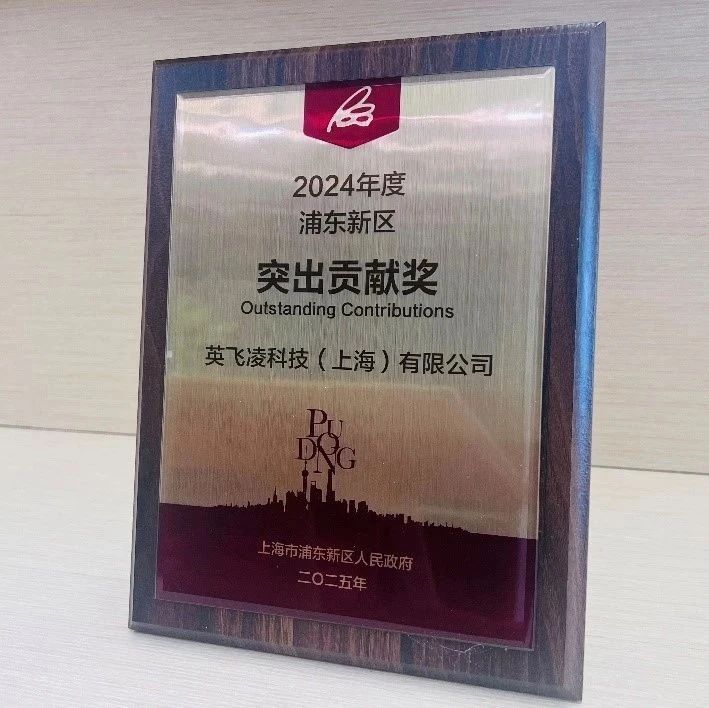 2024年度
浦东新区
突出贡献奖
Outstanding Contributions
英飞凌科技（上海）有限公司
PU
DONG
上海市浦东新区人民政府
二〇二五年